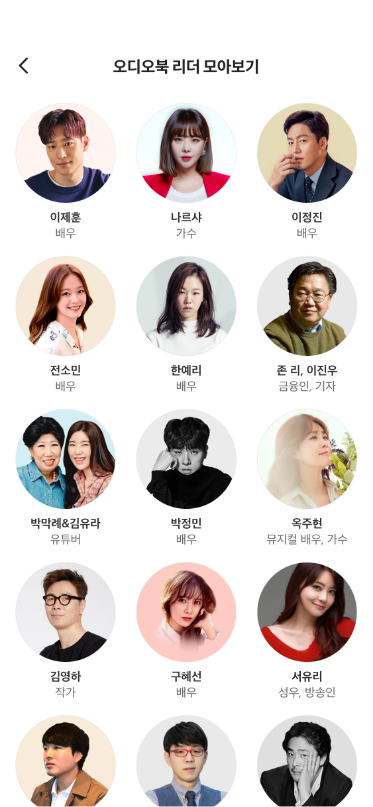 오디오북 리더 모아보기
이제훈
배우
나르샤
가수
이정진
배우
전소민
배우
한예리
배우
존 리, 이진우
금융인, 기자
박막례&김유라
유튜버
박정민
배우
옥주현
뮤지컬 배우, 가수
김영하
작가
구혜선
배우
서유리
성우, 방송인